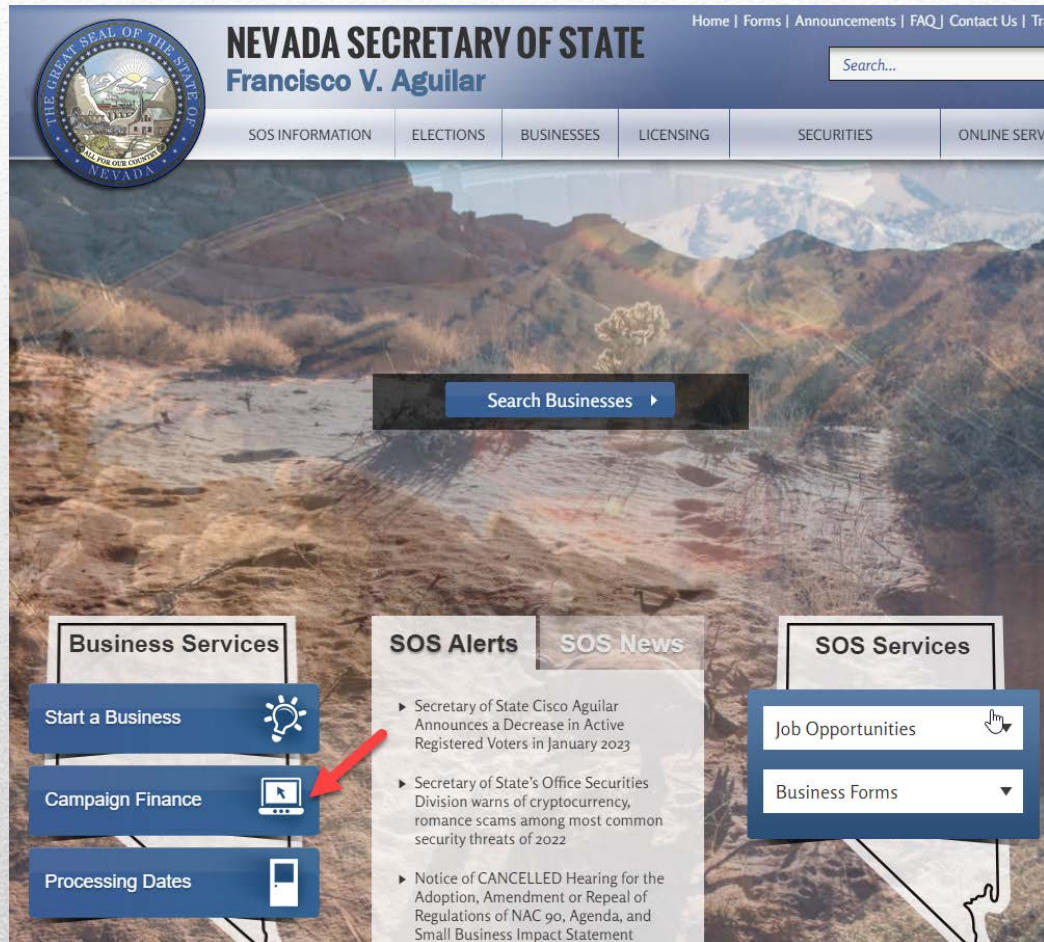 Home | Forms | Announcements | FAQ | Contact Us |
THE GREAT SEAL OF THE STATE OF NEVADA
ALL FOR OUR COUNTRY
NEVADA SECRETARY OF STATE
Francisco V. Aguilar
Search...
SOS INFORMATION ELECTIONS BUSINESSES LICENSING SECURITIES ONLINE
Search Businesses
Business Services
Start a Business
Campaign Finance
Processing Dates
SOS Alerts SOS News
Secretary of State Cisco Aguilar
Announces a Decrease in Active
Registered Voters in January 2023
Secretary of State's Office Securities
Division warns of cryptocurrency,
romance scams among most common
security threats of 2022
Notice of CANCELLED Hearing for the
Adoption, Amendment or Repeal of
Regulations of NAC 90, Agenda, and
Small Business Impact Statement
SOS Services
Job Opportunities
Business Forms